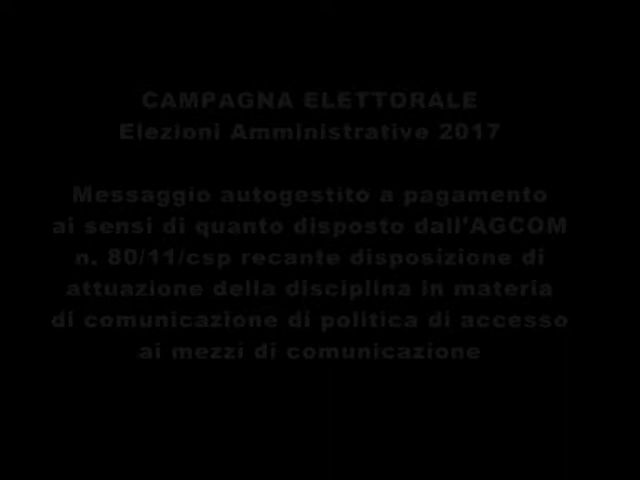 CAMPAGNA ELETTORALE
Elezioni Amministrative 2017
Messaggio autogestito a pagamento
ai sensi di quanto disposto dall'AGCOM
n. 80/11/csp recante disposizione di
attuazione della disciplina in materia
di comunicazione di politica di accesso
ai mezzi di comunicazione